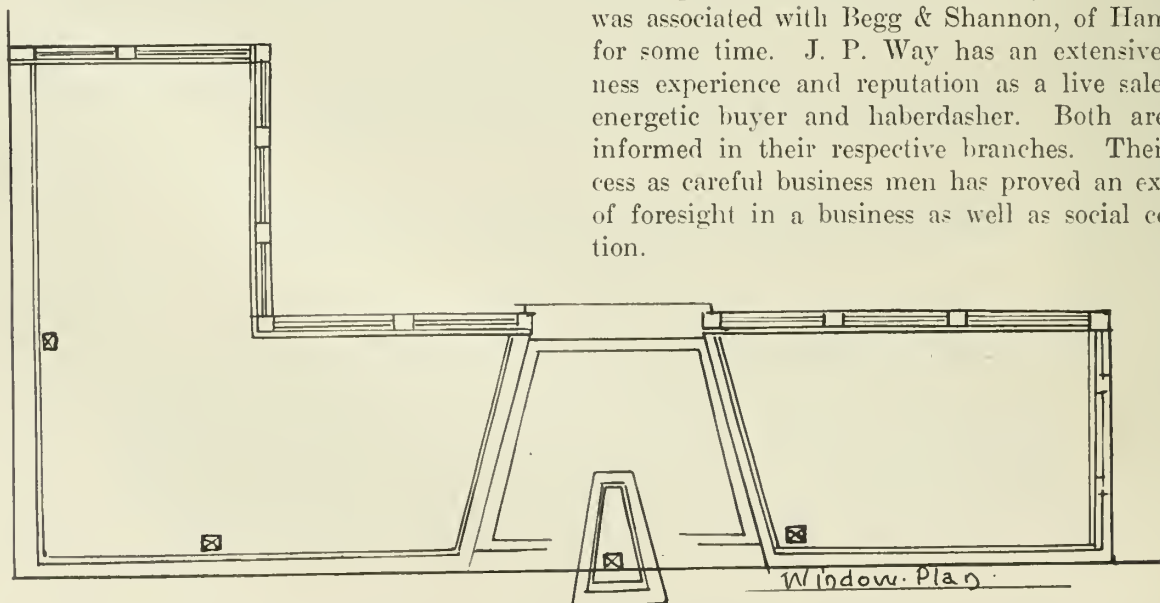 was associated with Begg & Shannon, of Ham
for some time. J. P. Way has an extensive
ness experience and reputation as a live sale
energetic buyer and haberdasher. Both are
informed in their respective branches. Thei
cess as careful business men has proved an ex
of foresight in a business as well as social c
tion.
Window. Plan.